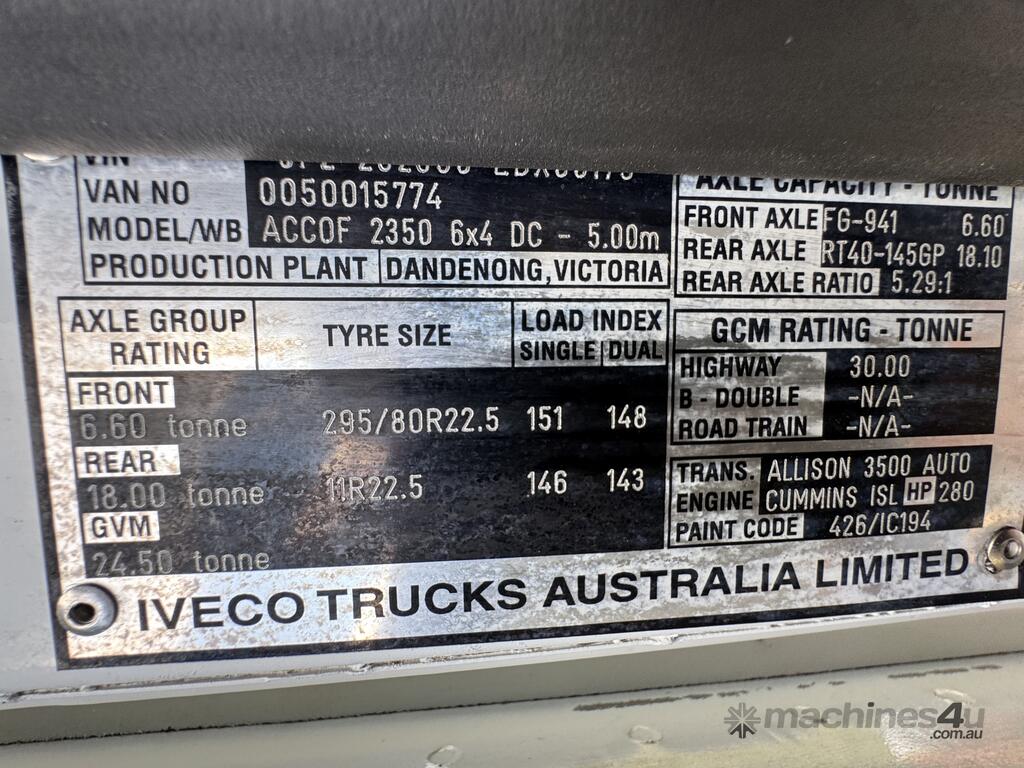 VIN
VAN NO 0050015774
MODEL/WB ACCOF 2350 6x4 DC - 5.00m
PRODUCTION PLANT DANDENONG, VICTORIA
AXLE CAPACITY - TONNE
FRONT AXLE FG-941 6.60
REAR AXLE RT40-145GP 18.10
REAR AXLE RATIO 5.29:1
AXLE GROUP RATING TYRE SIZE LOAD INDEX
SINGLE DUAL
FRONT
6.60 tonne 295/80R22.5 151 148
REAR
18.00 tonne 11R22.5 146 143
GVM
24.50 tonne
GCM RATING - TONNE
HIGHWAY 30.00
B - DOUBLE -N/A-
ROAD TRAIN -N/A-
TRANS. ALLISON 3500 AUTO
ENGINE CUMMINS ISL HP 280
PAINT CODE 426/IC194
IVECO TRUCKS AUSTRALIA LIMITED
machines4u
.com.au